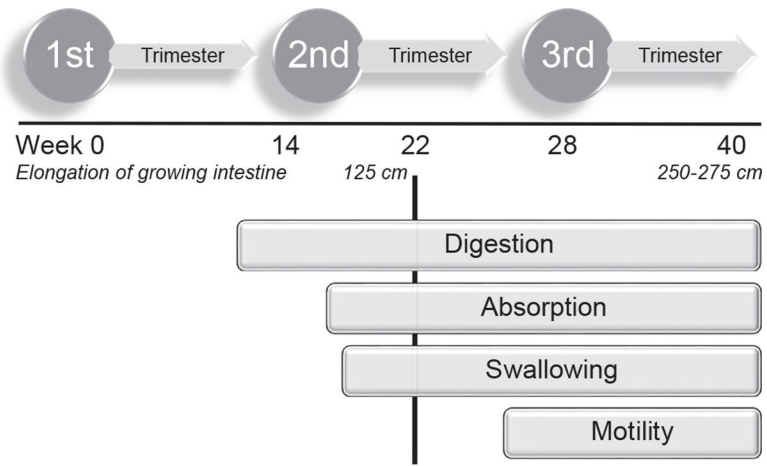 1st Trimester 2nd Trimester 3rd Trimester
Week 0 14 22 28 40
Elongation of growing intestine 125 cm 250-275 cm
Digestion
Absorption
Swallowing
Motility